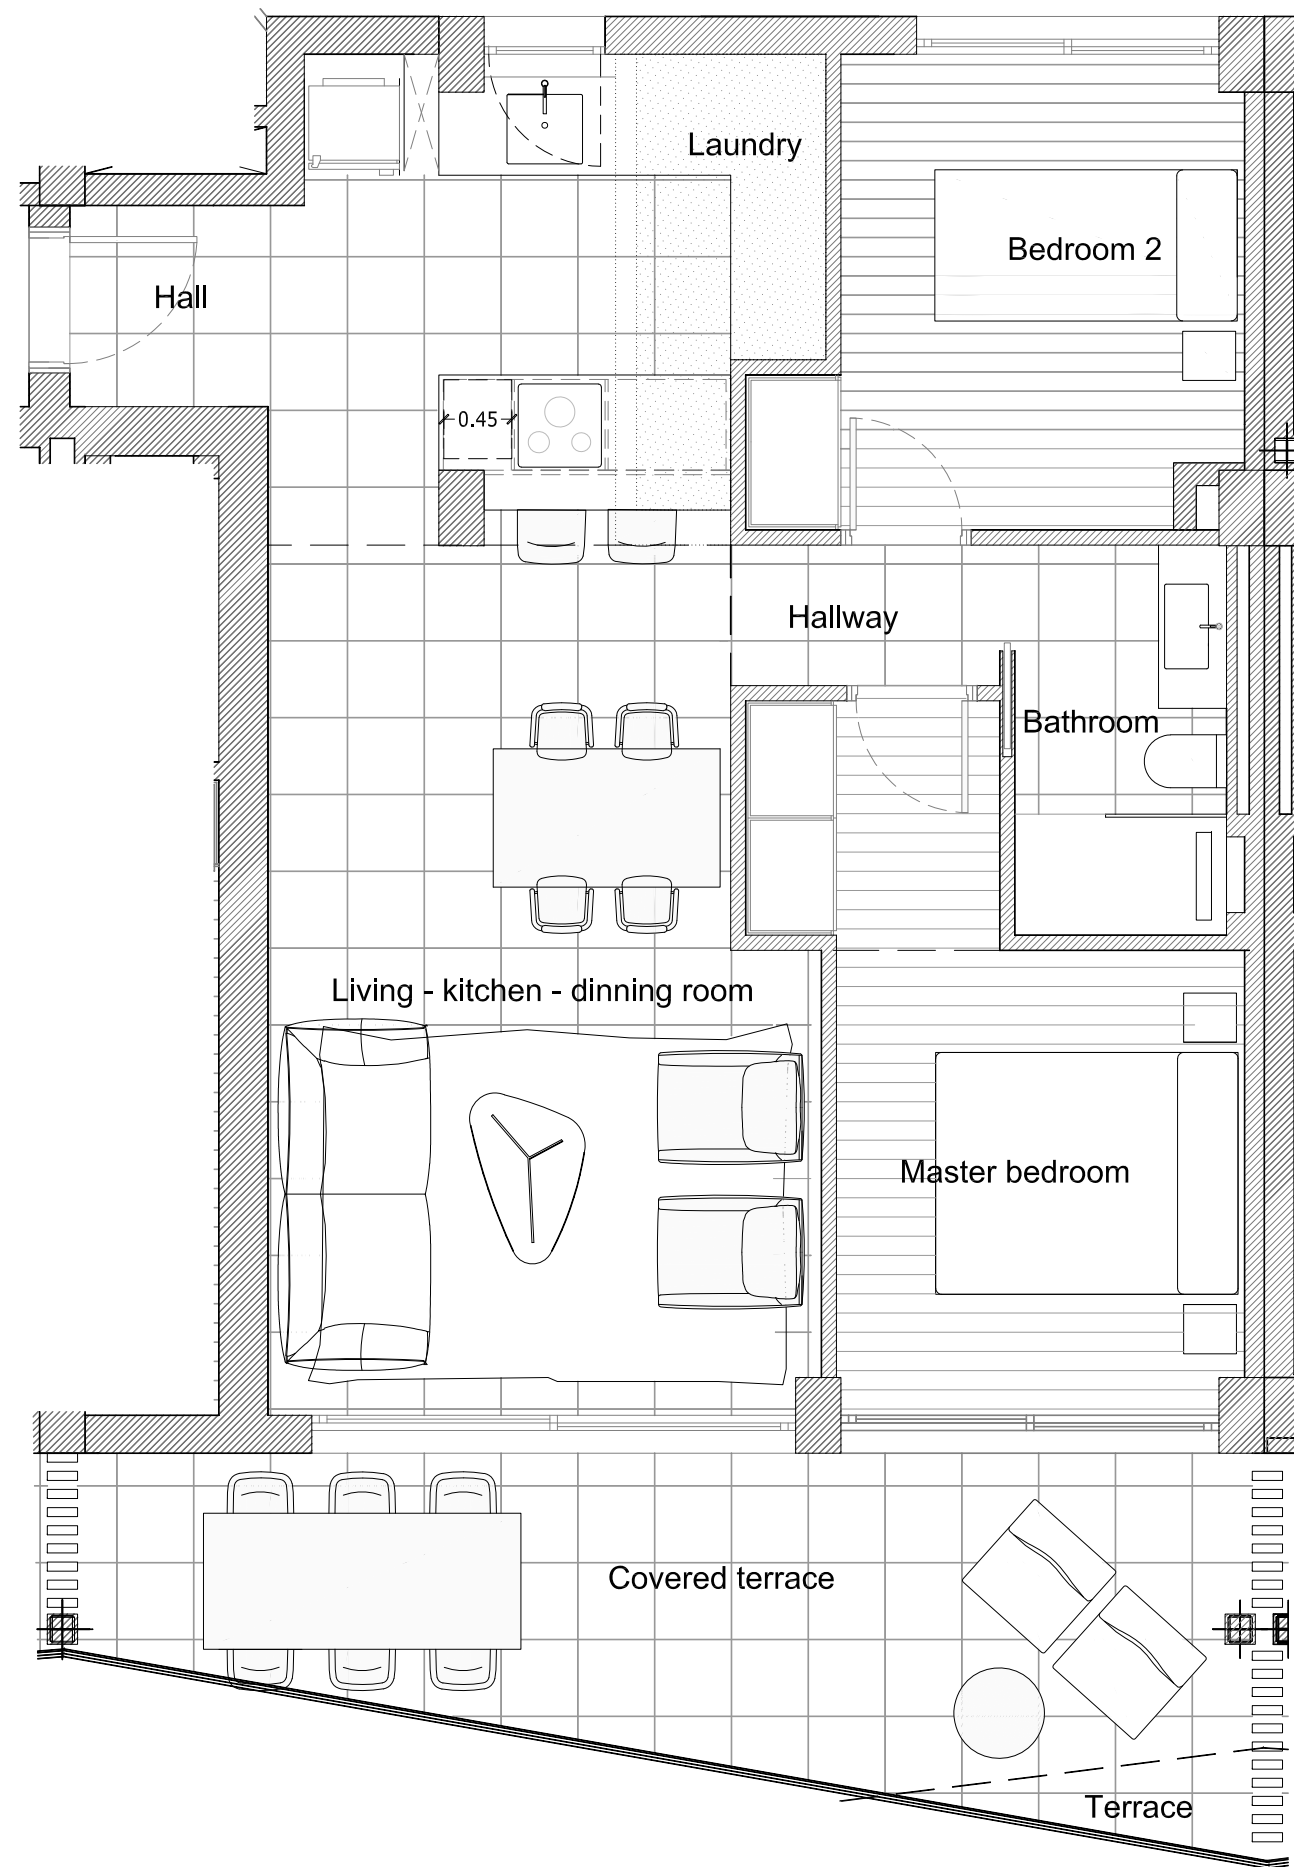 Laundry
Bedroom 2
Hall
0.45
Hallway
Bathroom
Living - kitchen - dinning room
Master bedroom
Covered terrace
Terrace